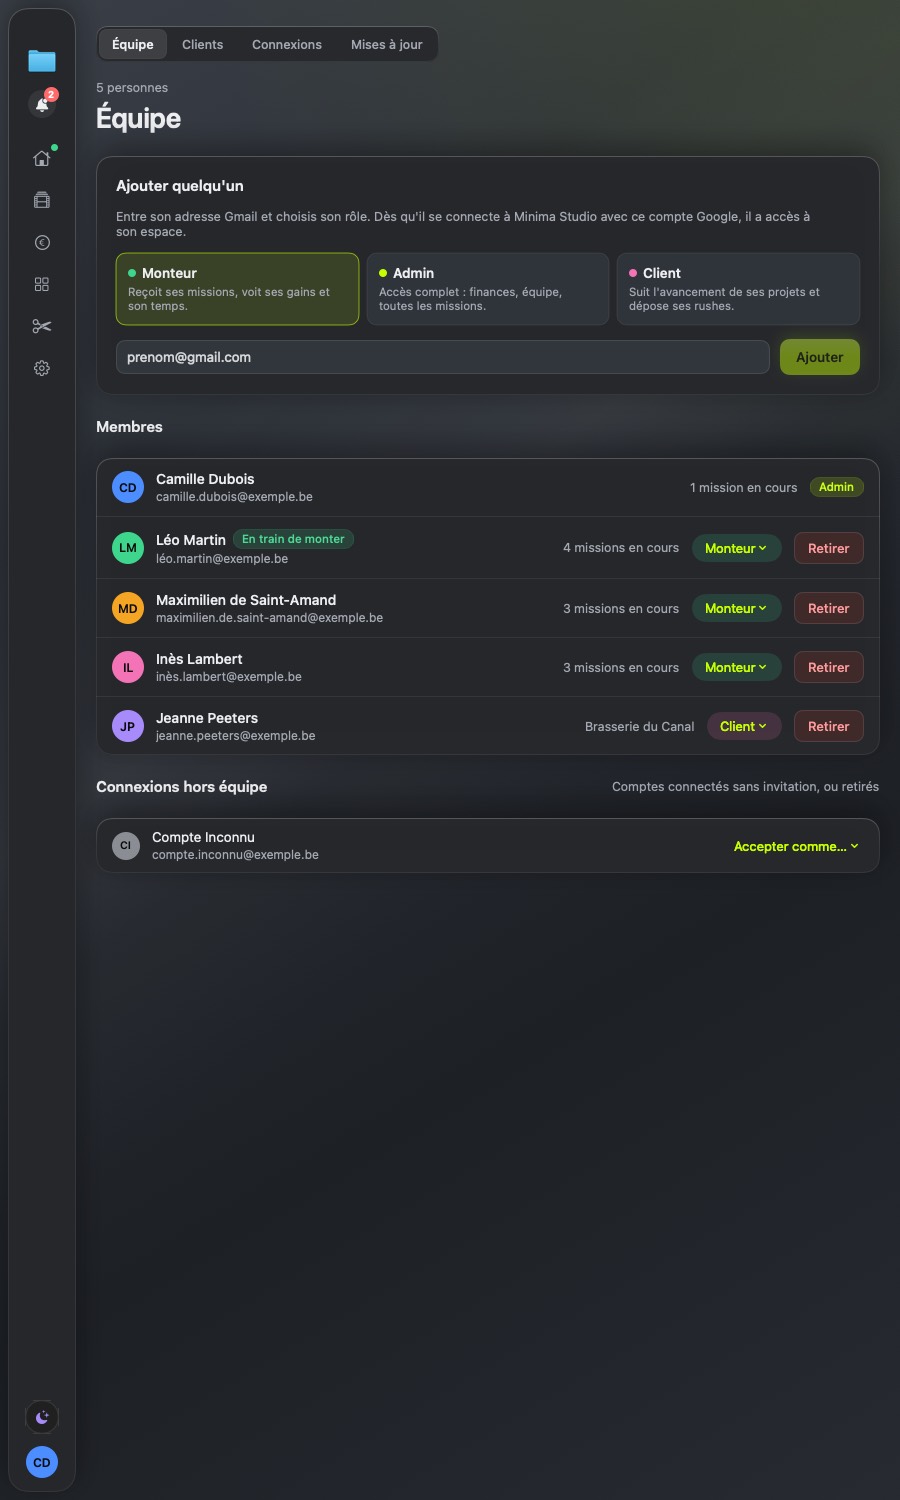 2
Équipe
Clients
Connexions
Mises à jour
5 personnes
Équipe
Ajouter quelqu'un
Entre son adresse Gmail et choisis son rôle. Dès qu'il se connecte à Minima Studio avec ce compte Google, il a accès à
son espace.
Monteur
Reçoit ses missions, voit ses gains et
son temps.
Admin
Accès complet : finances, équipe,
toutes les missions.
Client
Suit l'avancement de ses projets et
dépose ses rushes.
prenom@gmail.com
Ajouter
Membres
CD
Camille Dubois
camille.dubois@exemple.be
1 mission en cours
Admin
LM
Léo Martin
En train de monter
léo.martin@exemple.be
4 missions en cours
Monteur
Retirer
MD
Maximilien de Saint-Amand
maximilien.de.saint-amand@exemple.be
3 missions en cours
Monteur
Retirer
IL
Inès Lambert
inès.lambert@exemple.be
3 missions en cours
Monteur
Retirer
JP
Jeanne Peeters
jeanne.peeters@exemple.be
Brasserie du Canal
Client
Retirer
Connexions hors équipe
Comptes connectés sans invitation, ou retirés
CI
Compte Inconnu
compte.inconnu@exemple.be
Accepter comme...
CD